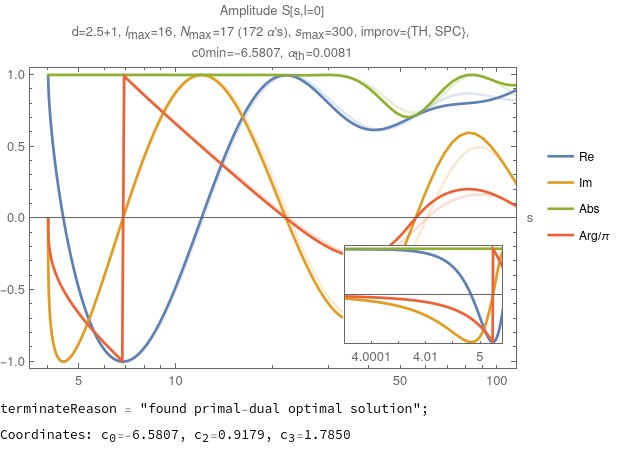 Amplitude S[s,l=0]
d=2.5+1, lmax=16, Nmax=17 (172 α's), smax=300, improv={TH, SPC},
c0min=-6.5807, αth=0.0081
1.0
0.5
0.0
-0.5
-1.0
5
10
50
100
s
4.0001
4.01
5
Re
Im
Abs
Arg/π
terminateReason = "found primal-dual optimal solution";
Coordinates: c0=-6.5807, c2=0.9179, c3=1.7850